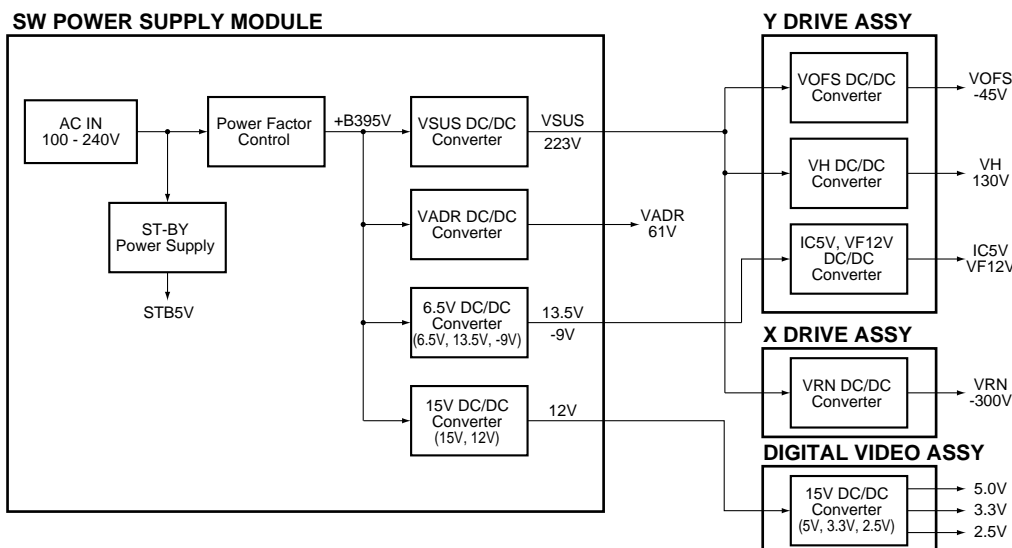 SW POWER SUPPLY MODULE
AC IN
100 - 240V
Power Factor
Control
+B395V
VSUS DC/DC
Converter
VSUS
223V
ST-BY
Power Supply
STB5V
VADR DC/DC
Converter
VADR
61V
6.5V DC/DC
Converter
(6.5V, 13.5V, -9V)
13.5V
-9V
15V DC/DC
Converter
(15V, 12V)
12V
Y DRIVE ASSY
VOFS DC/DC
Converter
VOFS
-45V
VH DC/DC
Converter
VH
130V
IC5V, VF12V
DC/DC
Converter
IC5V
VF12V
X DRIVE ASSY
VRN DC/DC
Converter
VRN
-300V
DIGITAL VIDEO ASSY
15V DC/DC
Converter
(5V, 3.3V, 2.5V)
5.0V
3.3V
2.5V